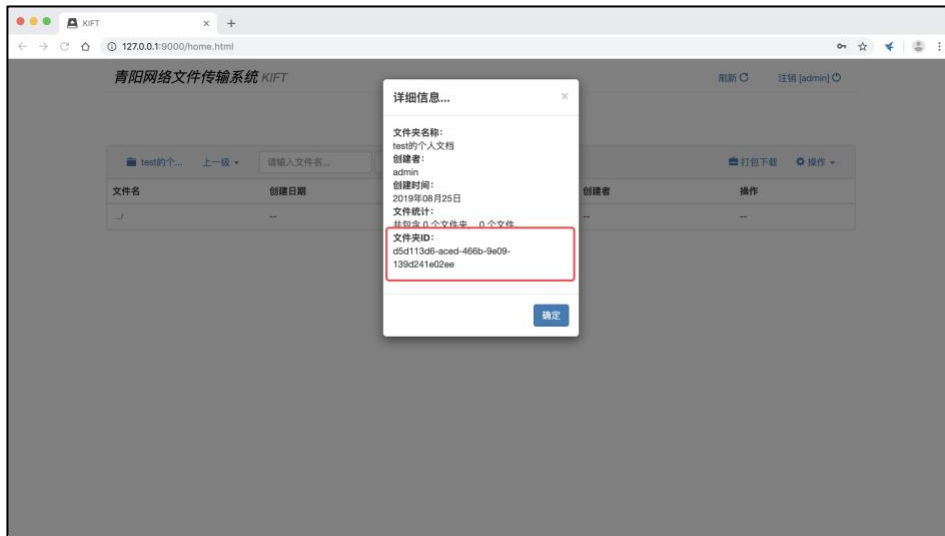 KIFT
127.0.0.1:9000/home.html
青阳网络文件传输系统 KIFT
刷新
注销 [admin]
详细信息...
文件夹名称：
test的个人文档
创建者：
admin
创建时间：
2019年08月25日
文件统计：
共包含 0 个文件夹， 0 个文件
文件夹ID：
d5d113d6-aced-466b-9e09-
139d241e02ee
确定
test的个...
上一级
请输入文件名...
打包下载
操作
文件名
创建日期
创建者
操作
../
--
--
--